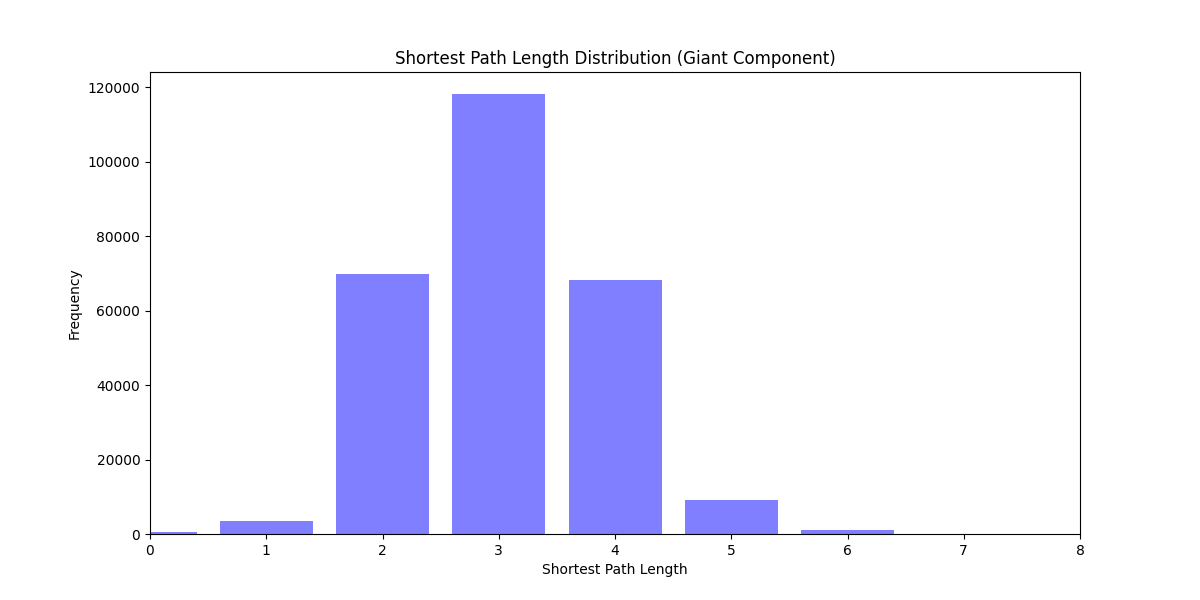 Shortest Path Length Distribution (Giant Component)
120000
100000
80000
60000
40000
20000
0
Frequency
0 1 2 3 4 5 6 7 8
Shortest Path Length